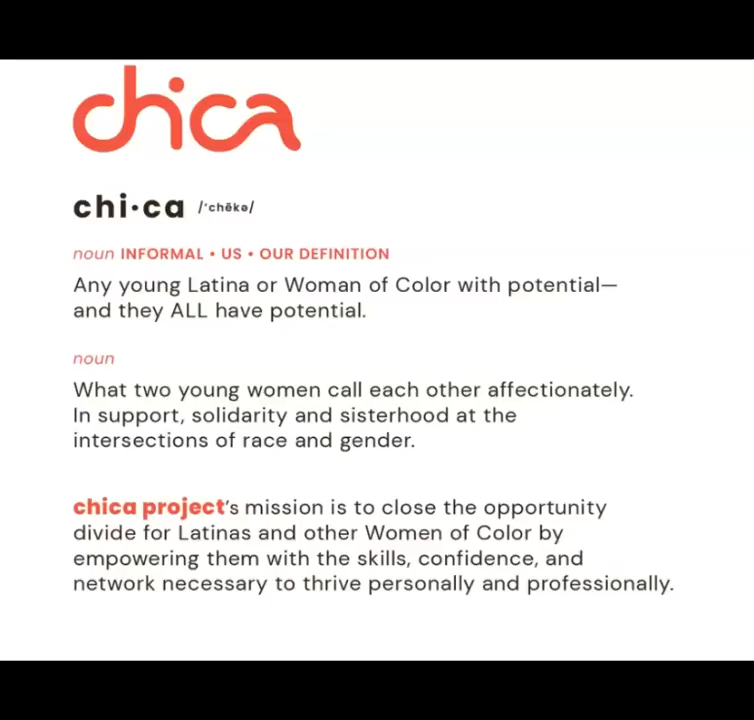 chica
chi•ca /ˈchēkə/
noun INFORMAL • US • OUR DEFINITION
Any young Latina or Woman of Color with potential—
and they ALL have potential.
noun
What two young women call each other affectionately.
In support, solidarity and sisterhood at the
intersections of race and gender.
chica project's mission is to close the opportunity
divide for Latinas and other Women of Color by
empowering them with the skills, confidence, and
network necessary to thrive personally and professionally.